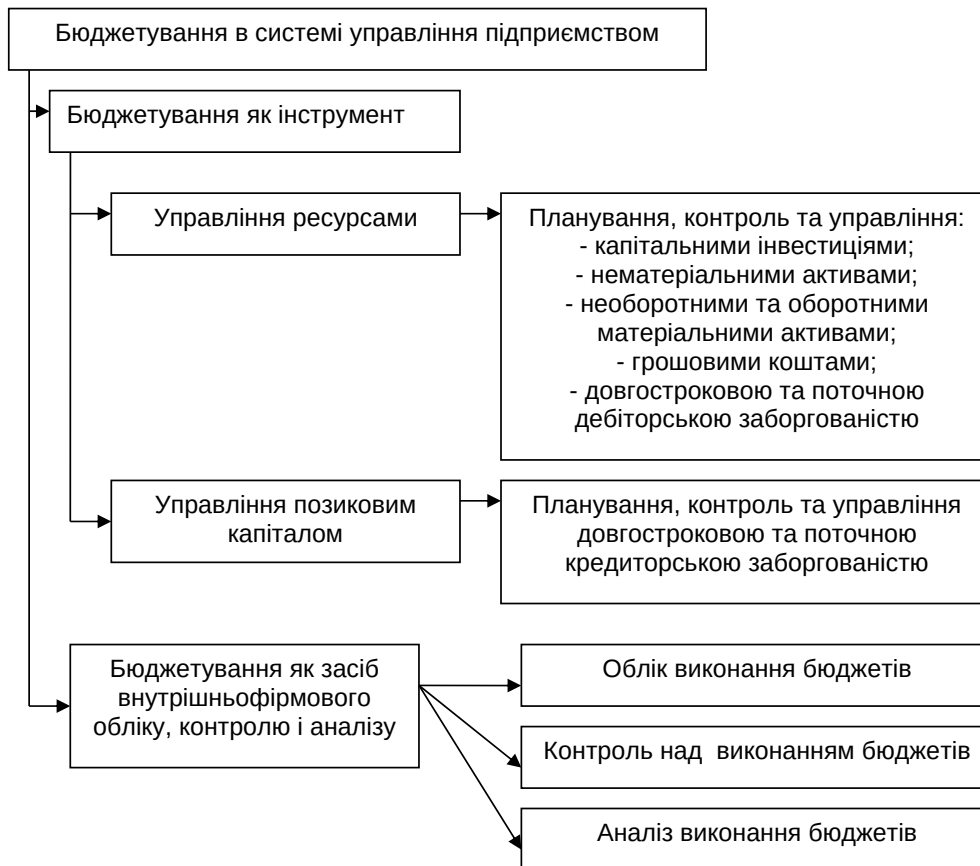 Бюджетування в системі управління підприємством
Бюджетування як інструмент
Управління ресурсами
Планування, контроль та управління:
- капітальними інвестиціями;
- нематеріальними активами;
- необоротними та оборотними
матеріальними активами;
- грошовими коштами;
- довгостроковою та поточною
дебіторською заборгованістю
Управління позиковим
капіталом
Планування, контроль та управління
довгостроковою та поточною
кредиторською заборгованістю
Бюджетування як засіб
внутрішньофірмового
обліку, контролю і аналізу
Облік виконання бюджетів
Контроль над  виконанням бюджетів
Аналіз виконання бюджетів